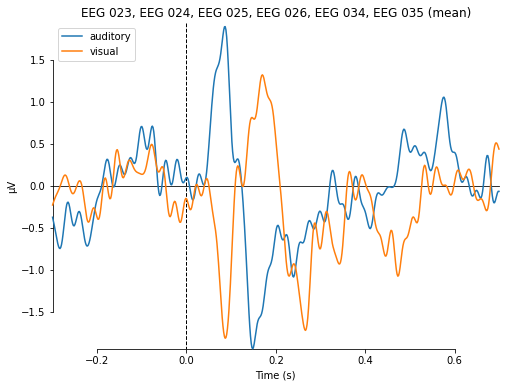 EEG 023, EEG 024, EEG 025, EEG 026, EEG 034, EEG 035 (mean)
auditory
visual
1.5
1.0
0.5
0.0
−0.5
−1.0
−1.5
µV
−0.2
0.0
0.2
0.4
0.6
Time (s)